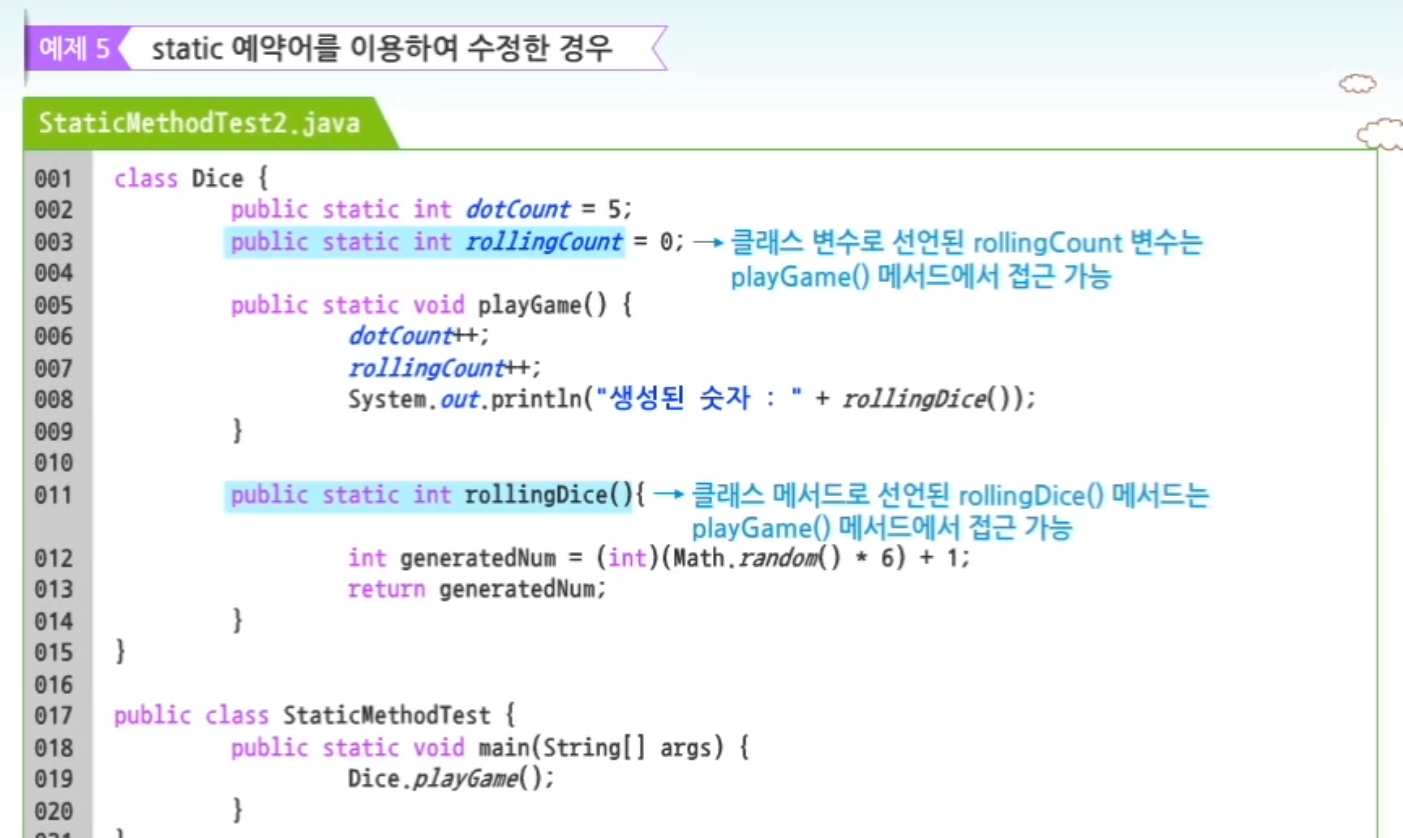 예제 5 static 예약어를 이용하여 수정한 경우
StaticMethodTest2.java
001 class Dice {
002 public static int dotCount = 5;
003 public static int rollingCount = 0; → 클래스 변수로 선언된 rollingCount 변수는
004 playGame() 메서드에서 접근 가능
005 public static void playGame() {
006 dotCount++;
007 rollingCount++;
008 System.out.println("생성된 숫자 : " + rollingDice());
009 }
010
011 public static int rollingDice(){ → 클래스 메서드로 선언된 rollingDice() 메서드는
playGame() 메서드에서 접근 가능
012 int generatedNum = (int)(Math.random() * 6) + 1;
013 return generatedNum;
014 }
015 }
016
017 public class StaticMethodTest {
018 public static void main(String[] args) {
019 Dice.playGame();
020 }